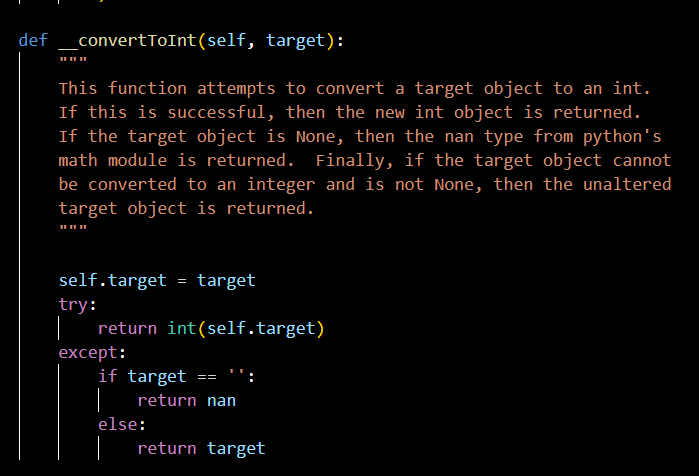 def __convertToInt(self, target):
"""
This function attempts to convert a target object to an int.
If this is successful, then the new int object is returned.
If the target object is None, then the nan type from python's
math module is returned.  Finally, if the target object cannot
be converted to an integer and is not None, then the unaltered
target object is returned.
"""
self.target = target
try:
return int(self.target)
except:
if target == '':
return nan
else:
return target